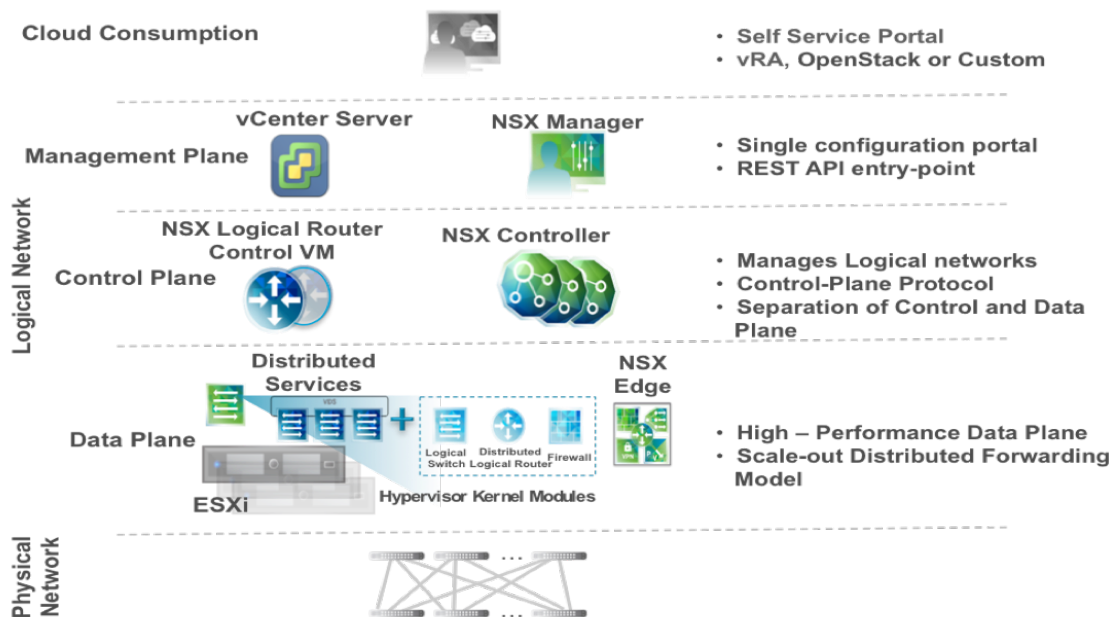 Cloud Consumption
• Self Service Portal
• vRA, OpenStack or Custom
vCenter Server
NSX Manager
Management Plane
• Single configuration portal
• REST API entry-point
Logical Network
NSX Logical Router
Control VM
NSX Controller
Control Plane
• Manages Logical networks
• Control-Plane Protocol
• Separation of Control and Data
Plane
Distributed
Services
NSX
Edge
VDS
Data Plane
Logical
Switch
Distributed
Logical Router
Firewall
• High – Performance Data Plane
• Scale-out Distributed Forwarding
Model
ESXi
Hypervisor Kernel Modules
Physical
Network